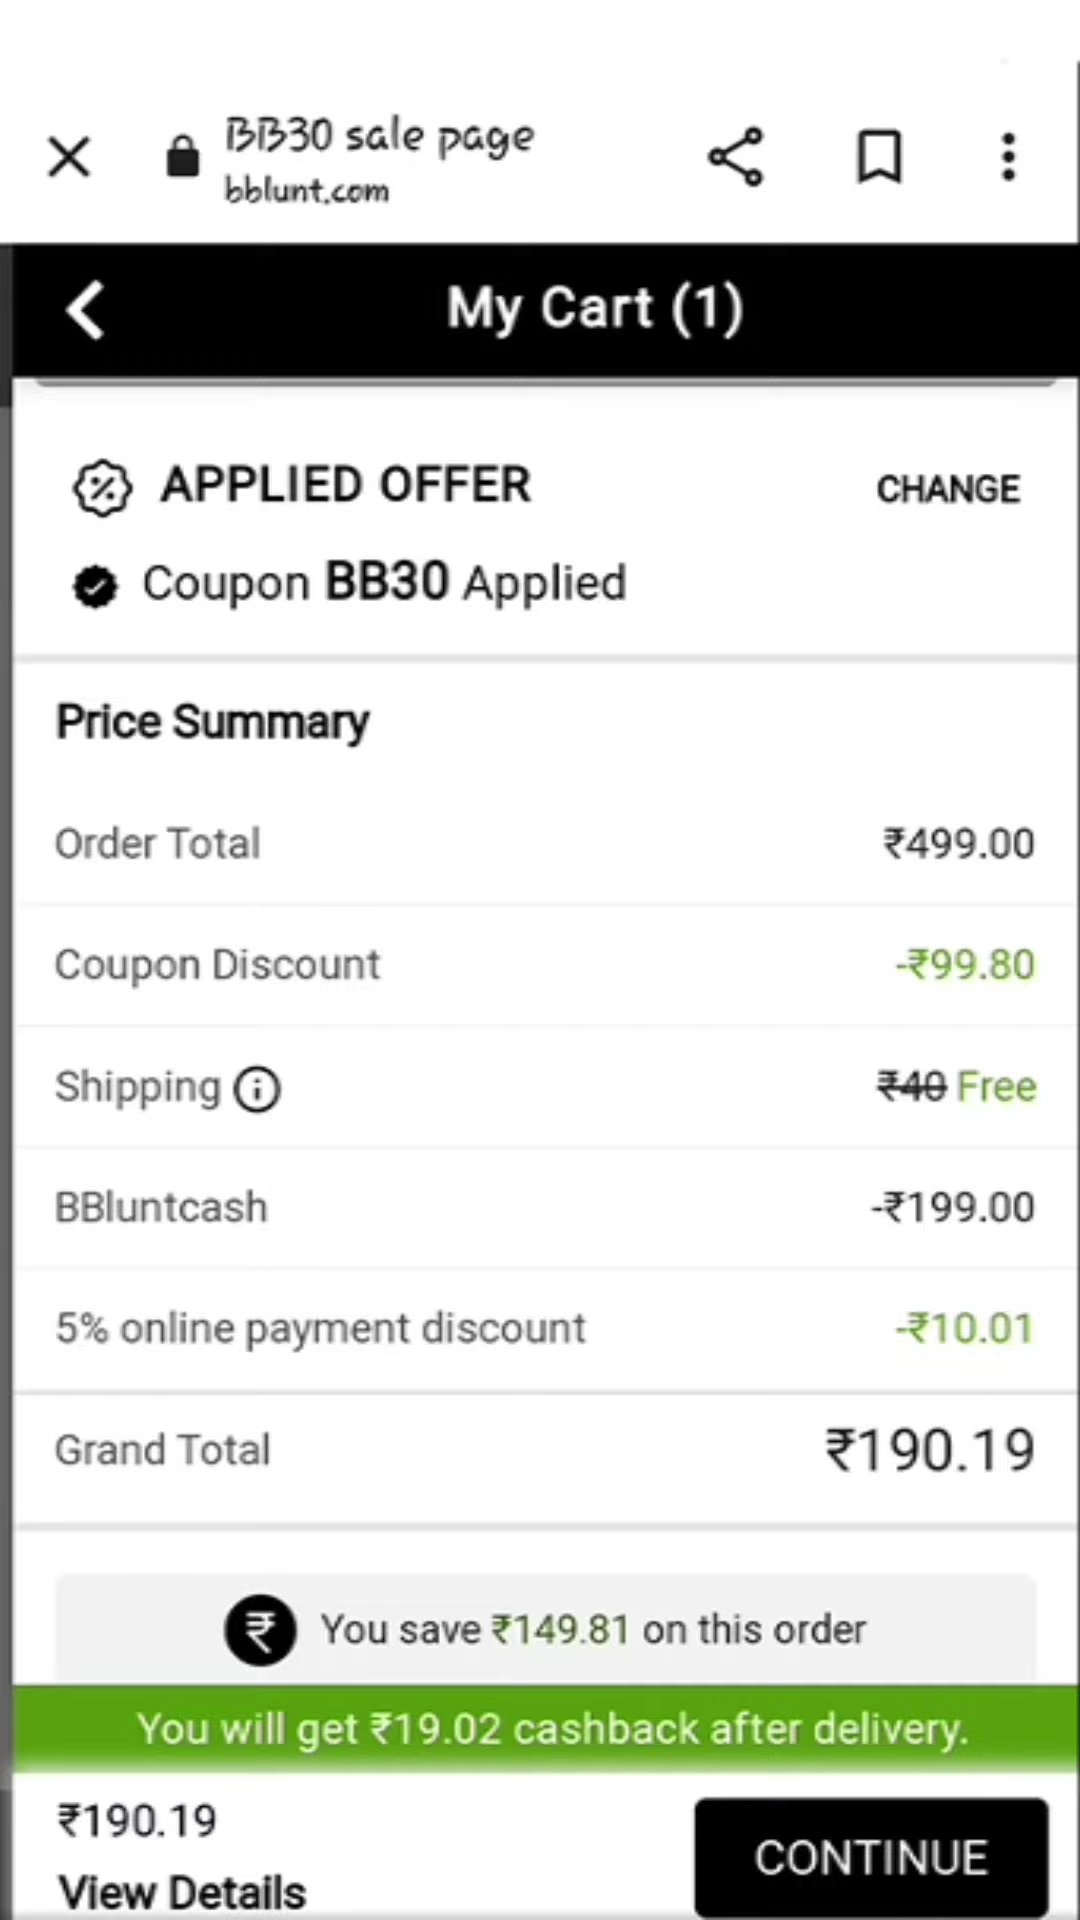 BB30 sale page
bblunt.com
My Cart (1)
APPLIED OFFER
CHANGE
Coupon BB30 Applied
Price Summary
Order Total ₹499.00
Coupon Discount -₹99.80
Shipping ₹40 Free
BBluntcash -₹199.00
5% online payment discount -₹10.01
Grand Total ₹190.19
You save ₹149.81 on this order
You will get ₹19.02 cashback after delivery.
₹190.19
View Details
CONTINUE